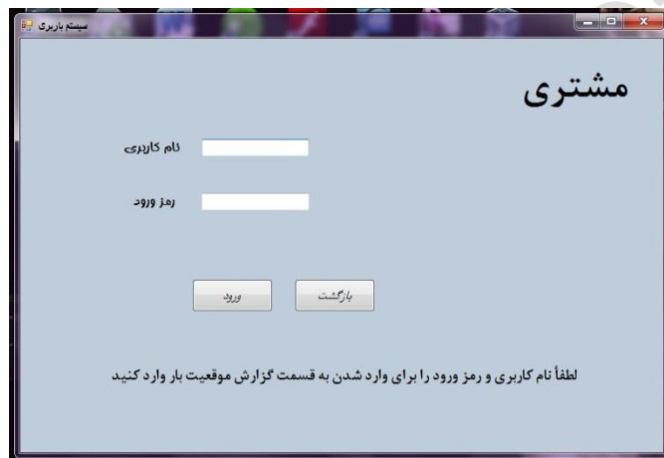 سیستم باربری
مشتری
نام کاربری
رمز ورود
ورود
بازگشت
لطفاً نام کاربری و رمز ورود را برای وارد شدن به قسمت گزارش موقعیت بار وارد کنید